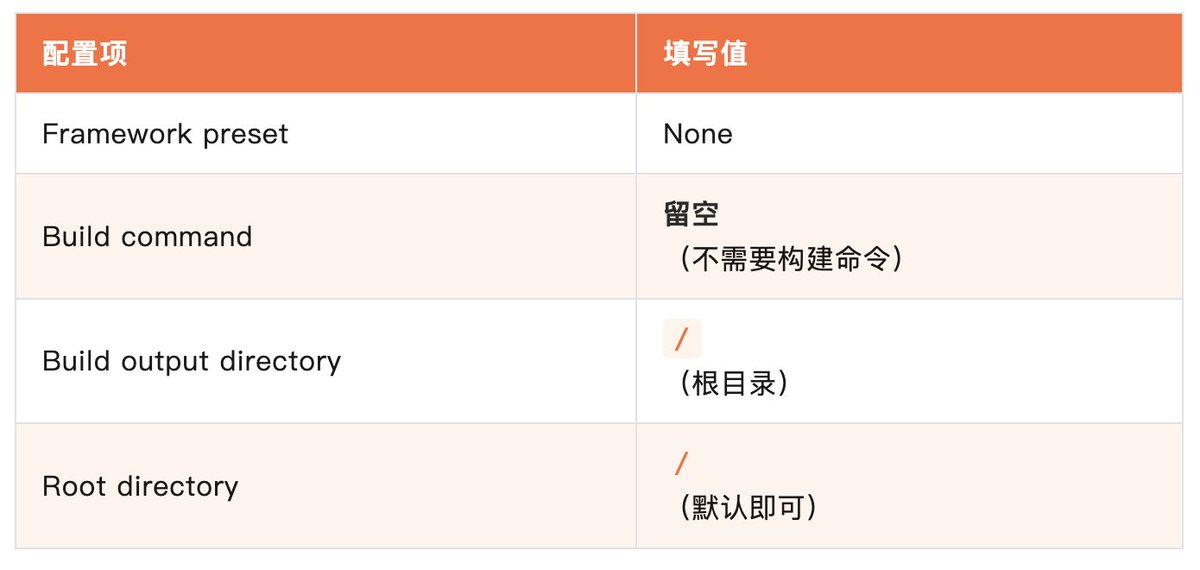 配置项
填写值
Framework preset
None
Build command
留空
（不需要构建命令）
Build output directory
/
（根目录）
Root directory
/
（默认即可）